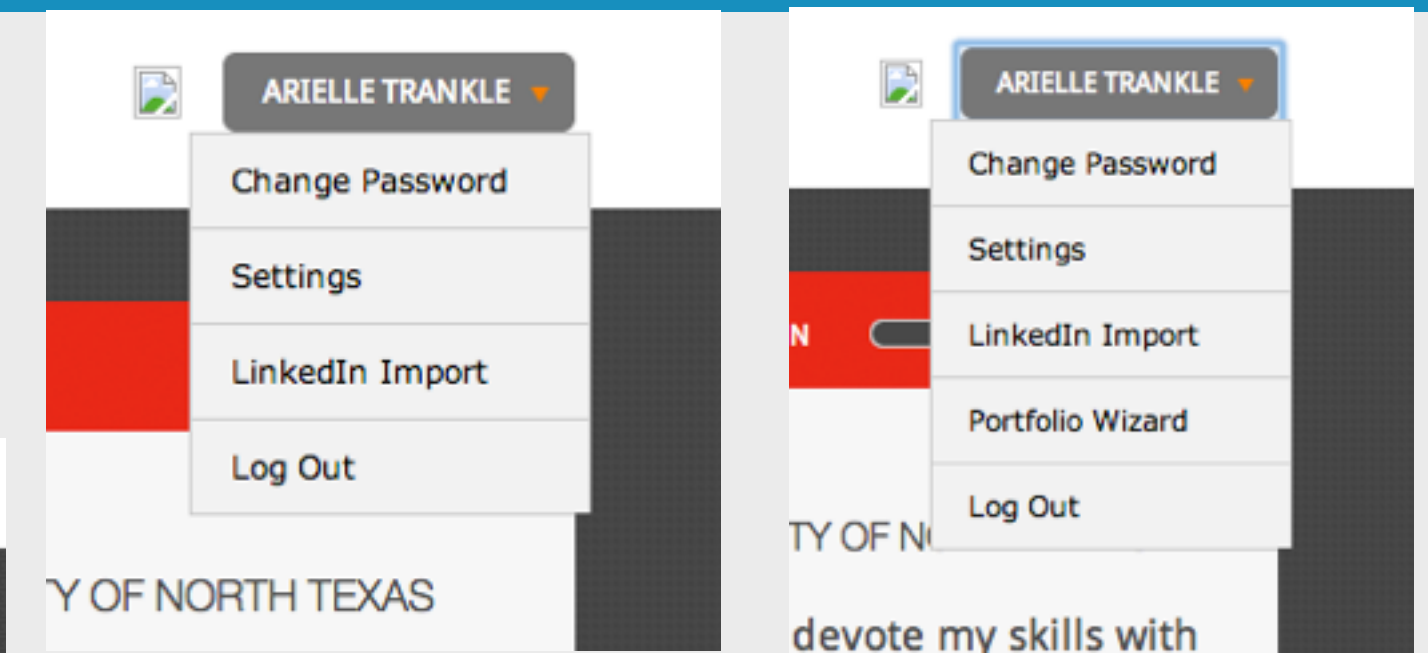 ARIELLE TRANKLE
Change Password
Settings
LinkedIn Import
Log Out
Y OF NORTH TEXAS
ARIELLE TRANKLE
Change Password
Settings
LinkedIn Import
Portfolio Wizard
Log Out
N
TY OF N
devote my skills with